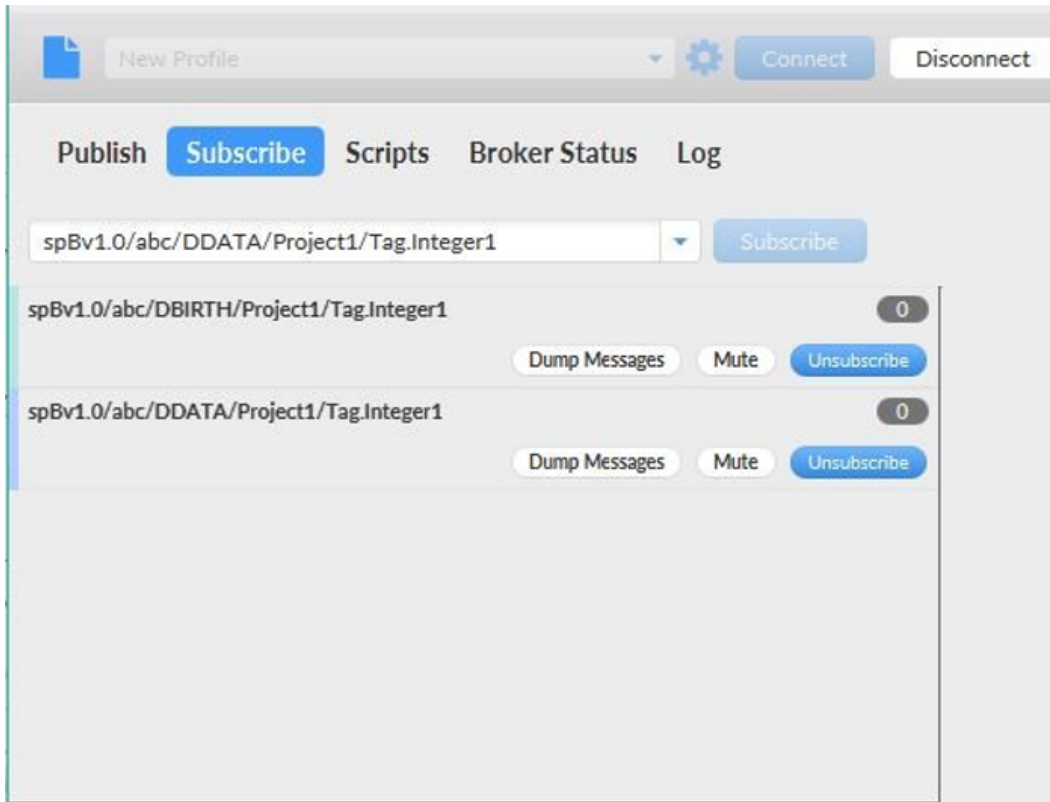 New Profile Connect Disconnect
Publish Subscribe Scripts Broker Status Log
spBv1.0/abc/DDATA/Project1/Tag.Integer1 Subscribe
spBv1.0/abc/DBIRTH/Project1/Tag.Integer1 0
Dump Messages Mute Unsubscribe
spBv1.0/abc/DDATA/Project1/Tag.Integer1 0
Dump Messages Mute Unsubscribe